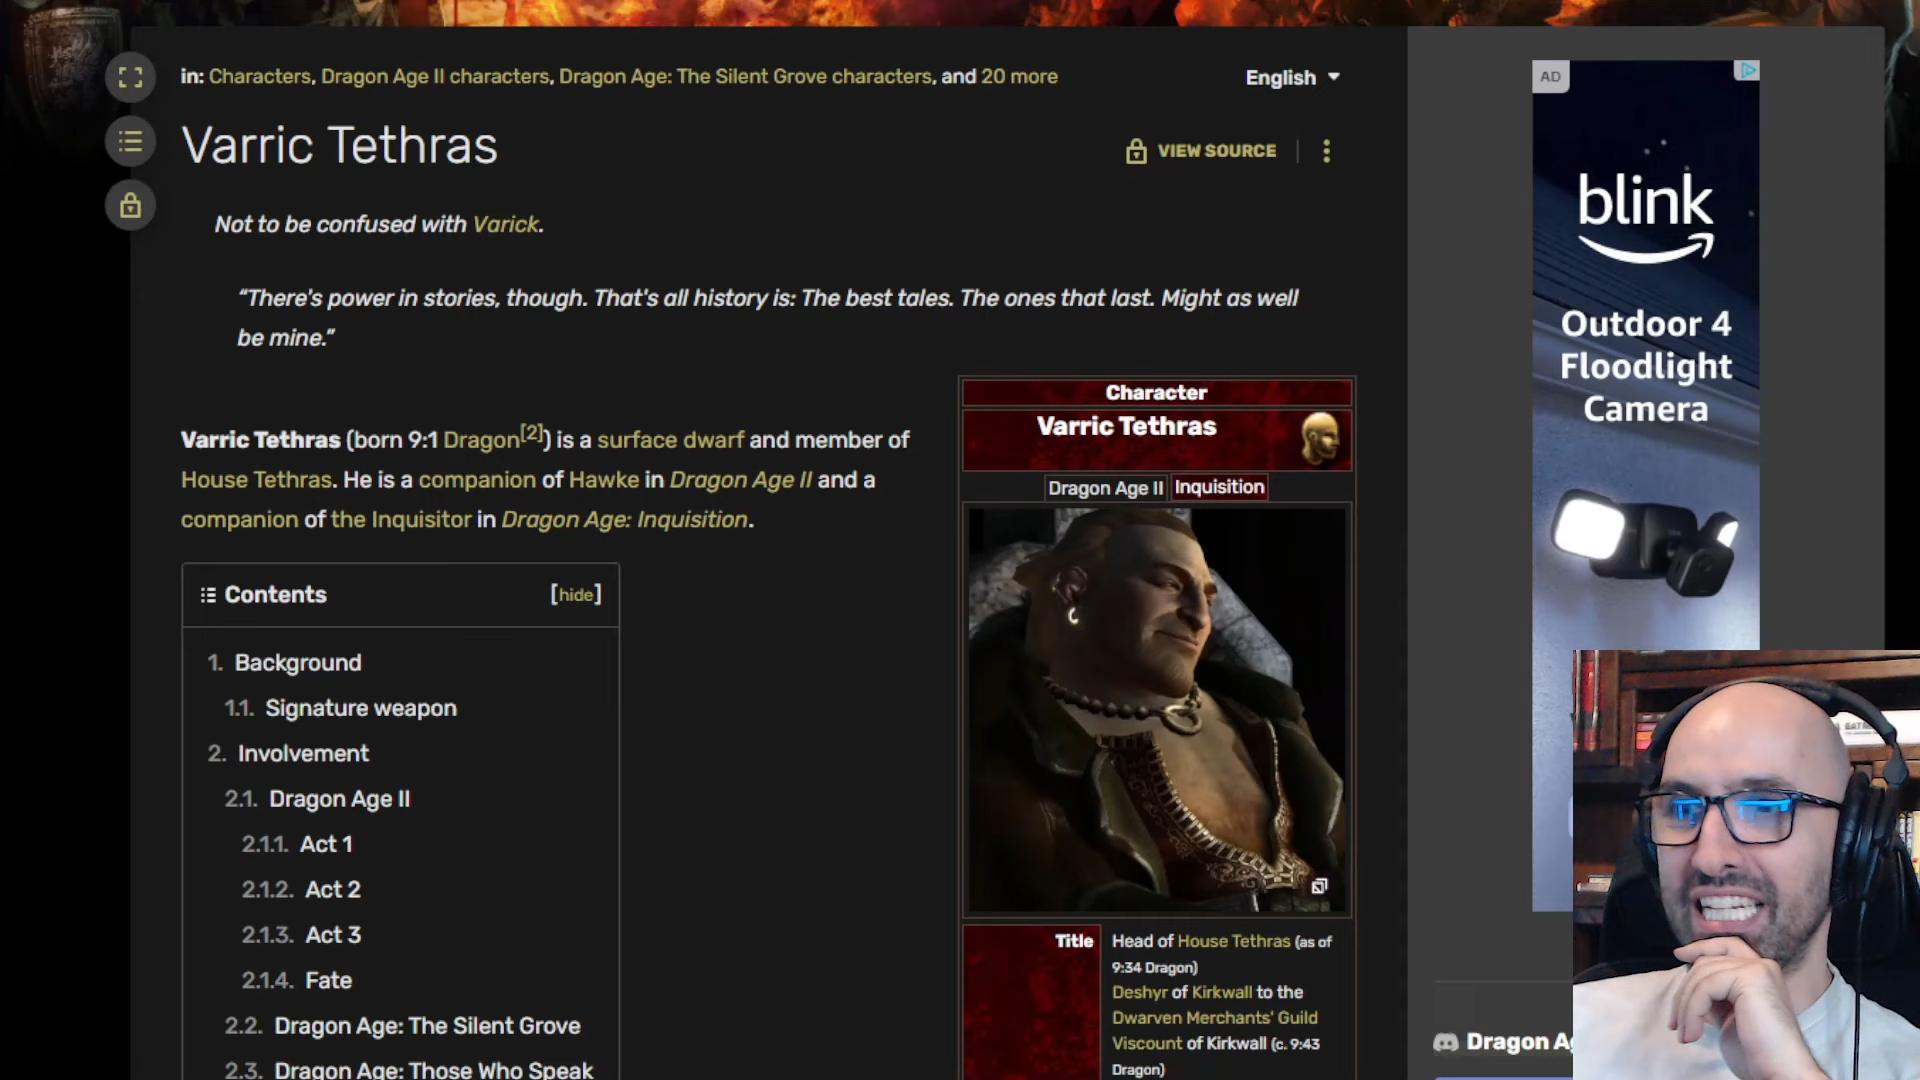 in: Characters, Dragon Age II characters, Dragon Age: The Silent Grove characters, and 20 more
English
Varric Tethras
VIEW SOURCE
Not to be confused with Varick.
“There's power in stories, though. That's all history is: The best tales. The ones that last. Might as well
be mine.”
Varric Tethras (born 9:1 Dragon[2]) is a surface dwarf and member of
House Tethras. He is a companion of Hawke in Dragon Age II and a
companion of the Inquisitor in Dragon Age: Inquisition.
Contents [hide]
1. Background
1.1. Signature weapon
2. Involvement
2.1. Dragon Age II
2.1.1. Act 1
2.1.2. Act 2
2.1.3. Act 3
2.1.4. Fate
2.2. Dragon Age: The Silent Grove
2.3. Dragon Age: Those Who Speak
Character
Varric Tethras
Dragon Age II Inquisition
Title
Head of House Tethras (as of
9:34 Dragon)
Deshyr of Kirkwall to the
Dwarven Merchants' Guild
Viscount of Kirkwall (c. 9:43
Dragon)
AD
blink
Outdoor 4
Floodlight
Camera
Dragon Ag